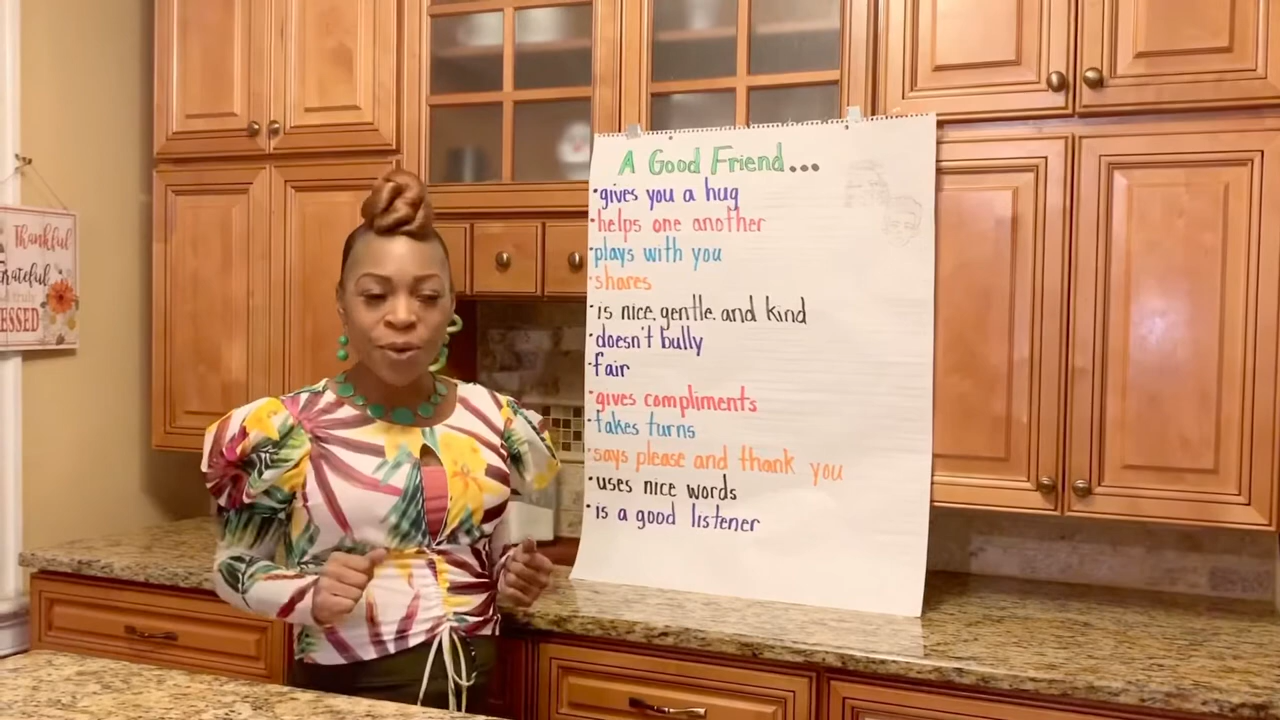 A Good Friend...
•gives you a hug
•helps one another
•plays with you
•shares
•is nice, gentle, and kind
•doesn't bully
•fair
•gives compliments
•takes turns
•says please and thank you
•uses nice words
•is a good listener
Thankful
grateful
truly
ESSED